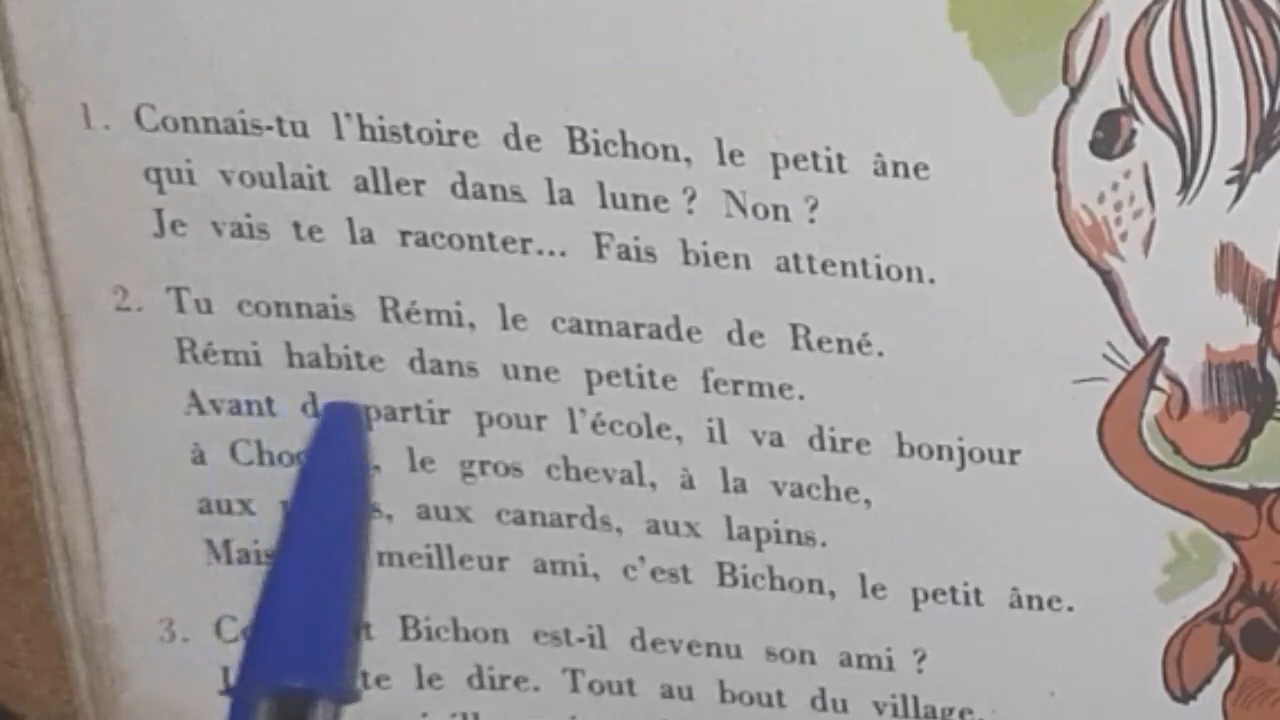 1. Connais-tu l'histoire de Bichon, le petit âne
qui voulait aller dans la lune ? Non ?
Je vais te la raconter... Fais bien attention.
2. Tu connais Rémi, le camarade de René.
Rémi habite dans une petite ferme.
Avant de partir pour l'école, il va dire bonjour
à , le gros cheval, à la vache,
aux , aux canards, aux lapins.
Mais meilleur ami, c'est Bichon, le petit âne.
3. Bichon est-il devenu son ami ?
te le dire. Tout au bout du village,